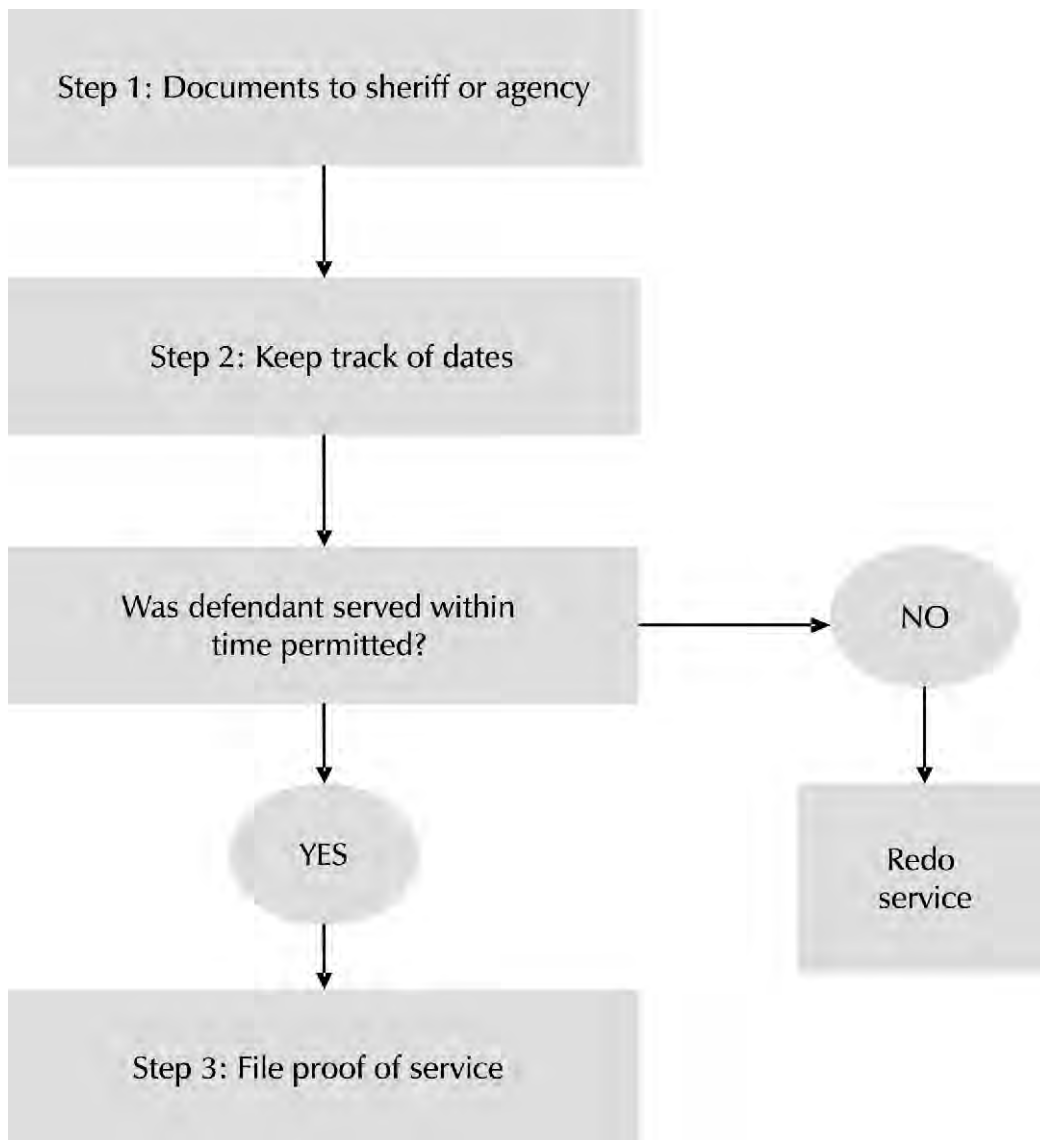 Step 1: Documents to sheriff or agency
Step 2: Keep track of dates
Was defendant served within
time permitted?
NO
YES
Redo
service
Step 3: File proof of service